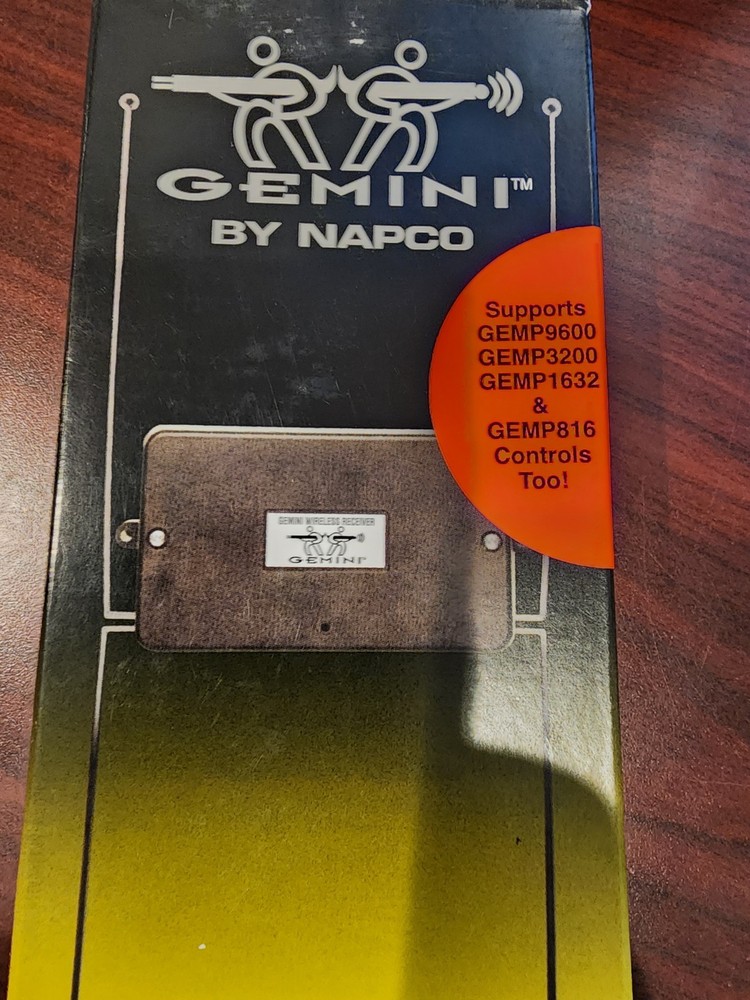 GEMINI™
BY NAPCO
Supports
GEMP9600
GEMP3200
GEMP1632
&
GEMP816
Controls
Too!
GEMINI WIRELESS RECEIVER
GEMINI